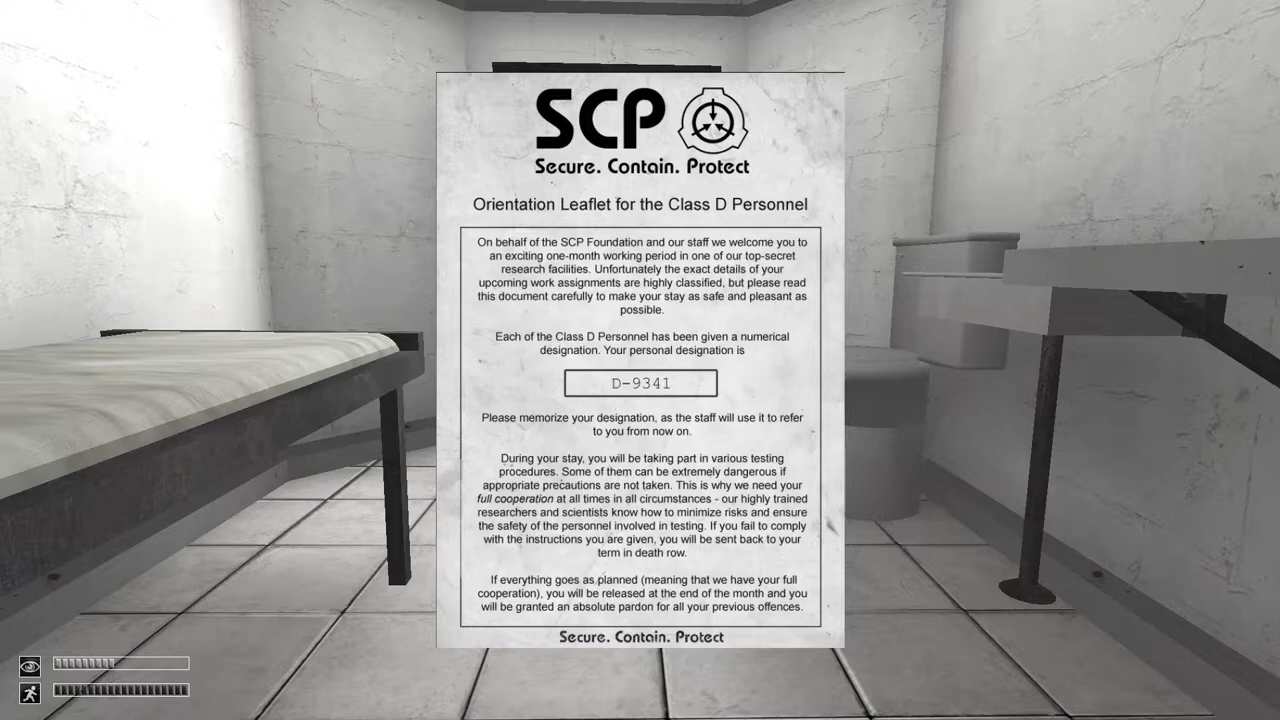 SCP
Secure. Contain. Protect
Orientation Leaflet for the Class D Personnel
On behalf of the SCP Foundation and our staff we welcome you to
an exciting one-month working period in one of our top-secret
research facilities. Unfortunately the exact details of your
upcoming work assignments are highly classified, but please read
this document carefully to make your stay as safe and pleasant as
possible.
Each of the Class D Personnel has been given a numerical
designation. Your personal designation is
D-9341
Please memorize your designation, as the staff will use it to refer
to you from now on.
During your stay, you will be taking part in various testing
procedures. Some of them can be extremely dangerous if
appropriate precautions are not taken. This is why we need your
full cooperation at all times in all circumstances - our highly trained
researchers and scientists know how to minimize risks and ensure
the safety of the personnel involved in testing. If you fail to comply
with the instructions you are given, you will be sent back to your
term in death row.
If everything goes as planned (meaning that we have your full
cooperation), you will be released at the end of the month and you
will be granted an absolute pardon for all your previous offences.
Secure. Contain. Protect